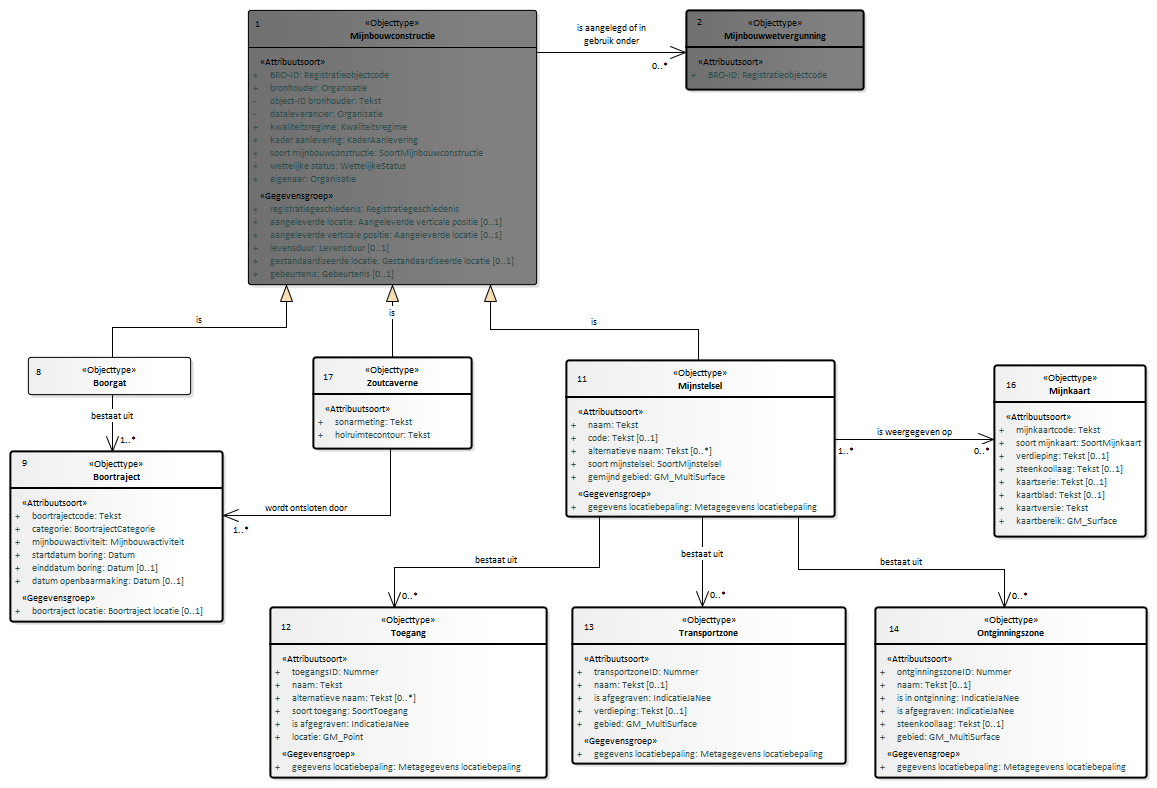 1
«Objecttype»
Mijnbouwconstructie
«Attribuutsoort»
+ BRO-ID: Registratieobjectcode
+ bronhouder: Organisatie
- object-ID bronhouder: Tekst
- dataleverancier: Organisatie
+ kwaliteitsregime: Kwaliteitsregime
+ kader aanlevering: KaderAanlevering
+ soort mijnbouwconstructie: SoortMijnbouwconstructie
+ wettelijke status: WettelijkeStatus
+ eigenaar: Organisatie
«Gegevensgroep»
+ registratiegeschiedenis: Registratiegeschiedenis
+ aangeleverde locatie: Aangeleverde verticale positie [0..1]
+ aangeleverde verticale positie: Aangeleverde locatie [0..1]
+ levensduur: Levensduur [0..1]
+ gestandaardiseerde locatie: Gestandaardiseerde locatie [0..1]
+ gebeurtenis: Gebeurtenis [0..1]
is aangelegd of in
gebruik onder
0..*
2
«Objecttype»
Mijnbouwwetvergunning
«Attribuutsoort»
+ BRO-ID: Registratieobjectcode
is
is
is
8
«Objecttype»
Boorgat
bestaat uit
1..*
17
«Objecttype»
Zoutcaverne
«Attribuutsoort»
+ sonarmeting: Tekst
+ holruimtecontour: Tekst
wordt ontsloten door
1..*
11
«Objecttype»
Mijnstelsel
«Attribuutsoort»
+ naam: Tekst
+ code: Tekst [0..1]
+ alternatieve naam: Tekst [0..*]
+ soort mijnstelsel: SoortMijnstelsel
+ gemijnd gebied: GM_MultiSurface
«Gegevensgroep»
+ gegevens locatiebepaling: Metagegevens locatiebepaling
is weergegeven op
1..*
0..*
16
«Objecttype»
Mijnkaart
«Attribuutsoort»
+ mijnkaartcode: Tekst
+ soort mijnkaart: SoortMijnkaart
+ verdieping: Tekst [0..1]
+ steenkoollaag: Tekst [0..1]
+ kaartserie: Tekst [0..1]
+ kaartblad: Tekst [0..1]
+ kaartversie: Tekst
+ kaartbereik: GM_Surface
9
«Objecttype»
Boortraject
«Attribuutsoort»
+ boortrajectcode: Tekst
+ categorie: BoortrajectCategorie
+ mijnbouwactiviteit: Mijnbouwactiviteit
+ startdatum boring: Datum
+ einddatum boring: Datum [0..1]
+ datum openbaarmaking: Datum [0..1]
«Gegevensgroep»
+ boortraject locatie: Boortraject locatie [0..1]
bestaat uit
0..*
bestaat uit
0..*
bestaat uit
0..*
12
«Objecttype»
Toegang
«Attribuutsoort»
+ toegangsID: Nummer
+ naam: Tekst
+ alternatieve naam: Tekst [0..*]
+ soort toegang: SoortToegang
+ is afgegraven: IndicatieJaNee
+ locatie: GM_Point
«Gegevensgroep»
+ gegevens locatiebepaling: Metagegevens locatiebepaling
13
«Objecttype»
Transportzone
«Attribuutsoort»
+ transportzoneID: Nummer
+ naam: Tekst [0..1]
+ is afgegraven: IndicatieJaNee
+ verdieping: Tekst [0..1]
+ gebied: GM_MultiSurface
«Gegevensgroep»
+ gegevens locatiebepaling: Metagegevens locatiebepaling
14
«Objecttype»
Ontginningszone
«Attribuutsoort»
+ ontginningszoneID: Nummer
+ naam: Tekst [0..1]
+ is in ontginning: IndicatieJaNee
+ is afgegraven: IndicatieJaNee
+ steenkoollaag: Tekst [0..1]
+ gebied: GM_MultiSurface
«Gegevensgroep»
+ gegevens locatiebepaling: Metagegevens locatiebepaling